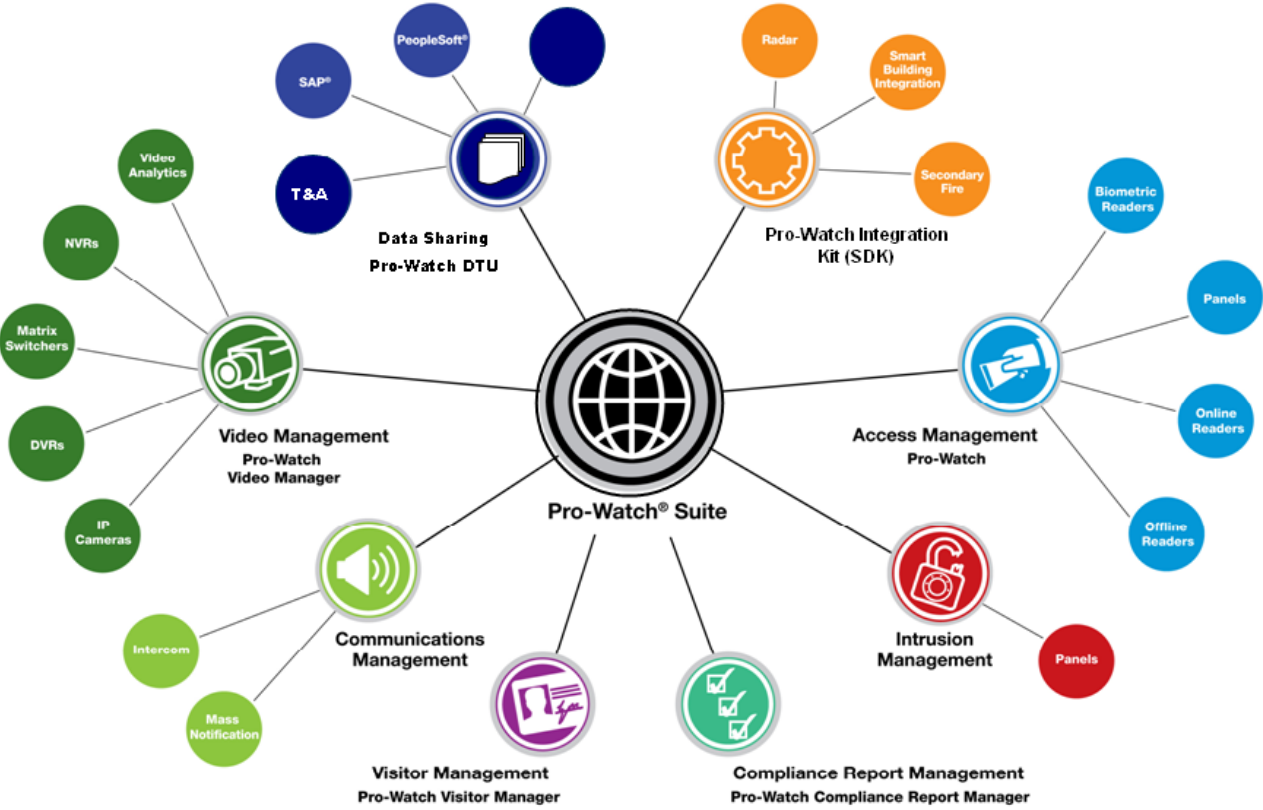 PeopleSoft®
SAP®
T&A
Data Sharing
Pro-Watch DTU
Radar
Smart
Building
Integration
Secondary
Fire
Pro-Watch Integration
Kit (SDK)
Video
Analytics
NVRs
Matrix
Switchers
DVRs
IP
Cameras
Video Management
Pro-Watch
Video Manager
Biometric
Readers
Panels
Online
Readers
Offline
Readers
Access Management
Pro-Watch
Pro-Watch® Suite
Communications
Management
Intercom
Mass
Notification
Intrusion
Management
Panels
Visitor Management
Pro-Watch Visitor Manager
Compliance Report Management
Pro-Watch Compliance Report Manager